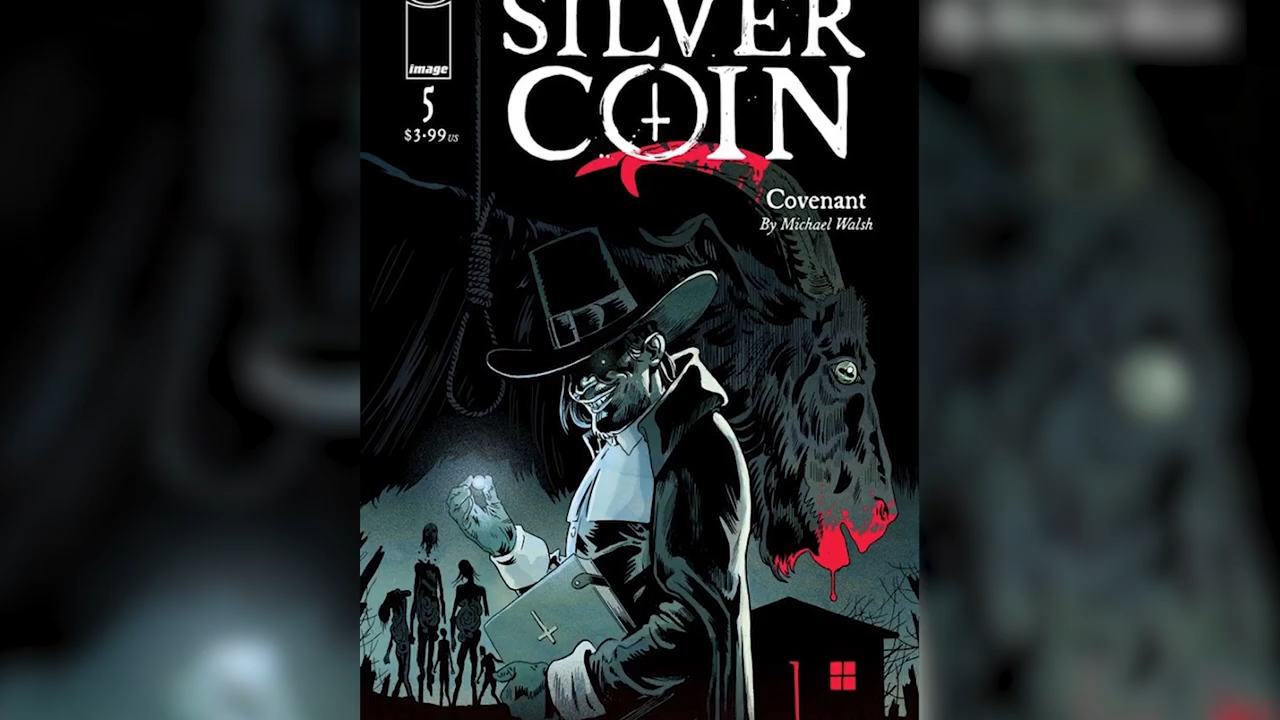 SILVER
COIN
image
5
$3.99 US
Covenant
By Michael Walsh